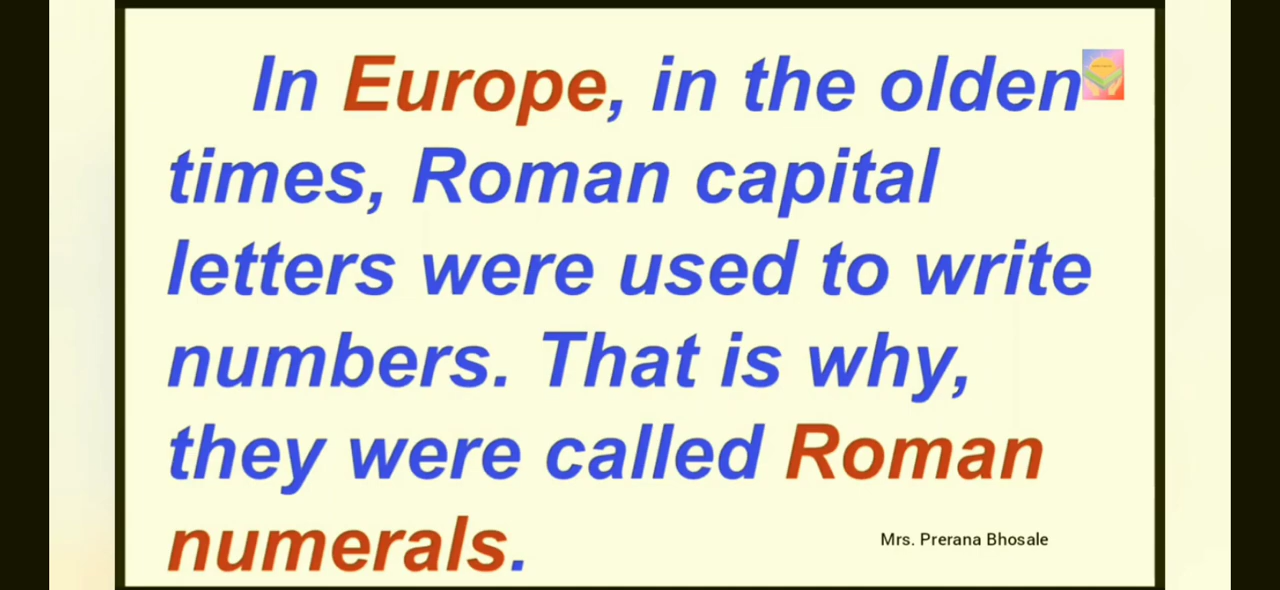 In Europe, in the olden
times, Roman capital
letters were used to write
numbers. That is why,
they were called Roman
numerals.
Mrs. Prerana Bhosale